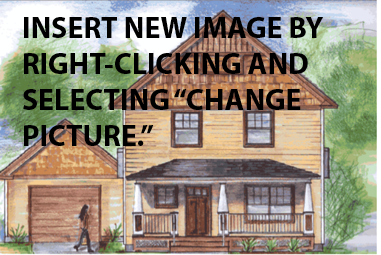 INSERT NEW IMAGE BY
RIGHT-CLICKING AND
SELECTING “CHANGE
PICTURE.”